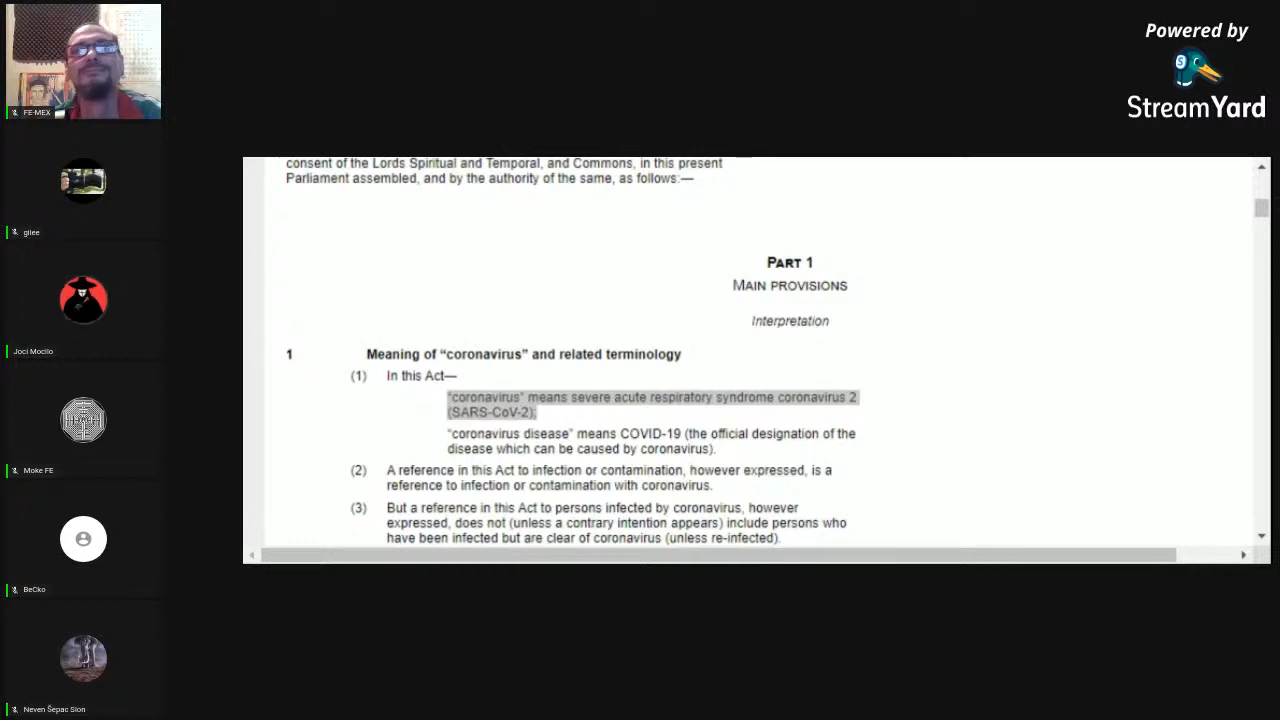 Powered by
StreamYard
FE-MEX
gliee
Joci Mocilo
Moke FE
BeCko
Neven Šepac Slon
consent of the Lords Spiritual and Temporal, and Commons, in this present
Parliament assembled, and by the authority of the same, as follows:—
PART 1
MAIN PROVISIONS
Interpretation
1 Meaning of “coronavirus” and related terminology
(1) In this Act—
“coronavirus” means severe acute respiratory syndrome coronavirus 2
(SARS-CoV-2);
“coronavirus disease” means COVID-19 (the official designation of the
disease which can be caused by coronavirus).
(2) A reference in this Act to infection or contamination, however expressed, is a
reference to infection or contamination with coronavirus.
(3) But a reference in this Act to persons infected by coronavirus, however
expressed, does not (unless a contrary intention appears) include persons who
have been infected but are clear of coronavirus (unless re-infected).